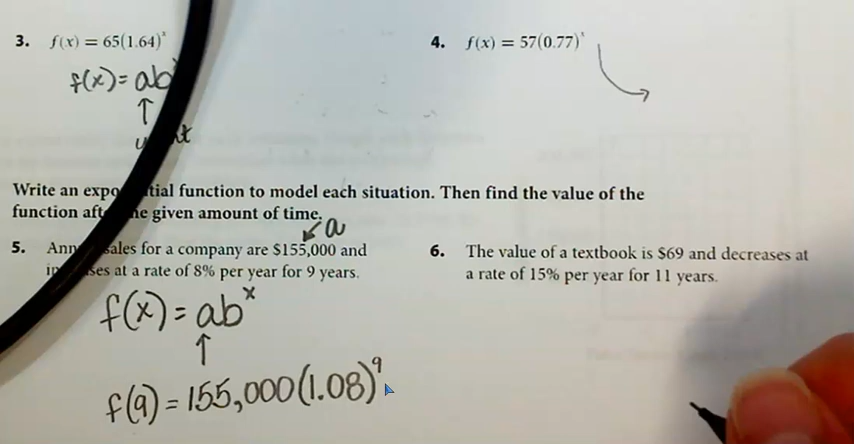 3. f(x) = 65(1.64)ˣ
f(x)= ab
↑
4. f(x) = 57(0.77)ˣ
Write an expo tial function to model each situation. Then find the value of the
function aft e given amount of time.
a
5. Ann sales for a company are $155,000 and
in ses at a rate of 8% per year for 9 years.
f(x)= abˣ
↑
f(9) = 155,000(1.08)⁹
6. The value of a textbook is $69 and decreases at
a rate of 15% per year for 11 years.